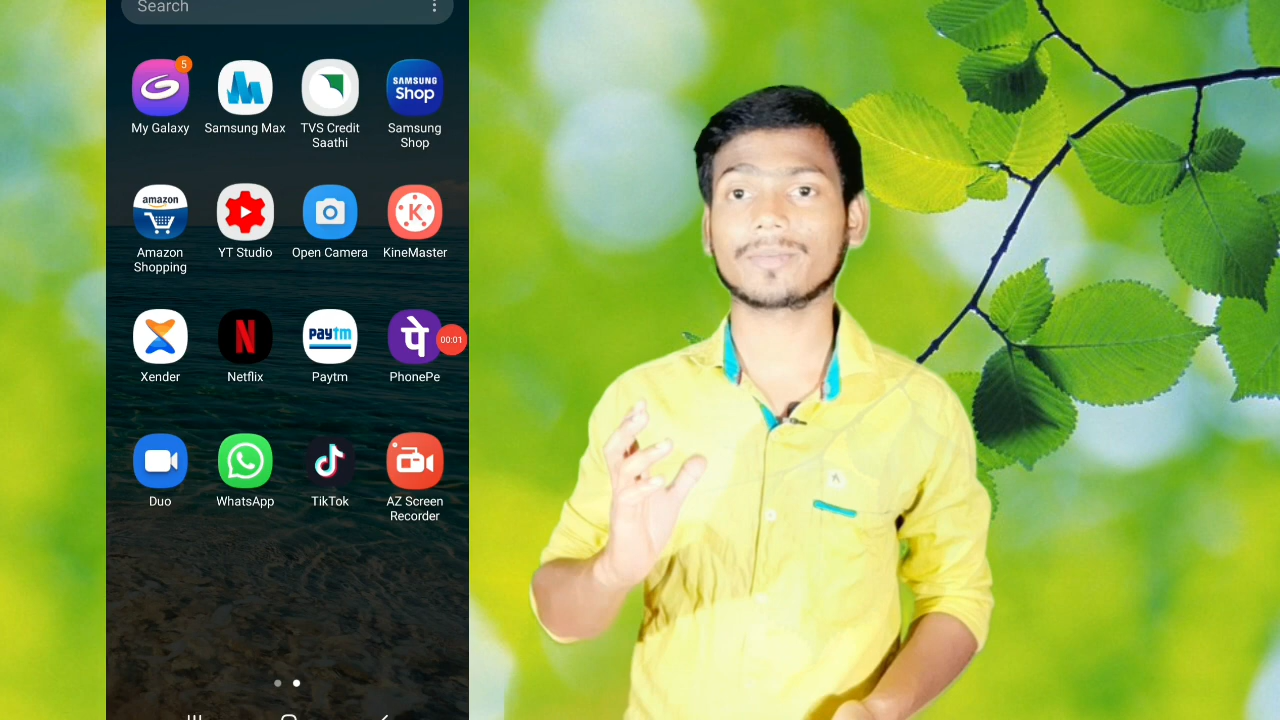 Search
5
My Galaxy
Samsung Max
TVS Credit
Saathi
SAMSUNG
Shop
Samsung
Shop
amazon
Amazon
Shopping
YT Studio
Open Camera
K
KineMaster
Xender
N
Netflix
paytm
Paytm
पे
PhonePe
00:01
Duo
WhatsApp
TikTok
AZ Screen
Recorder